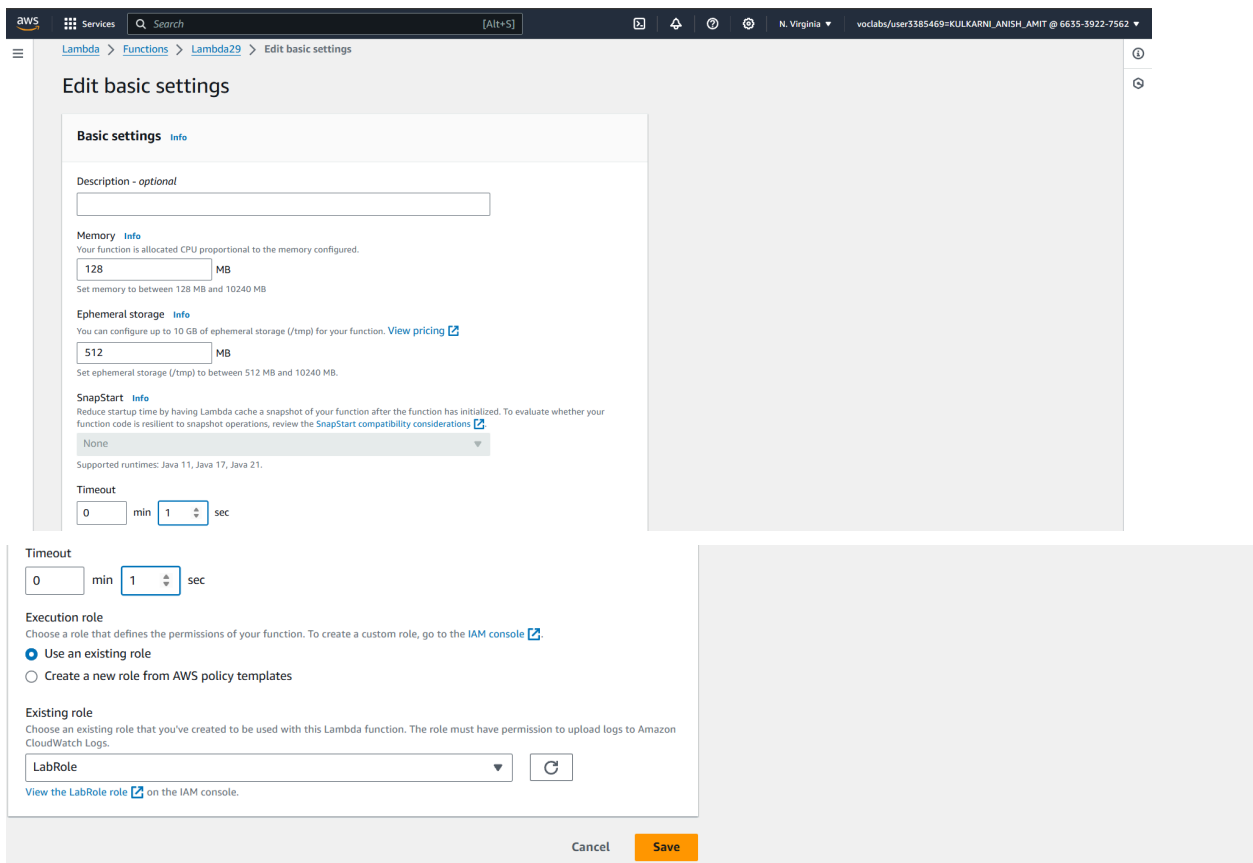 aws Services Search [Alt+S] N. Virginia voclabs/user3385469=KULKARNI_ANISH_AMIT @ 6635-3922-7562
Lambda > Functions > Lambda29 > Edit basic settings
Edit basic settings
Basic settings Info
Description - optional
Memory Info
Your function is allocated CPU proportional to the memory configured.
128 MB
Set memory to between 128 MB and 10240 MB
Ephemeral storage Info
You can configure up to 10 GB of ephemeral storage (/tmp) for your function. View pricing
512 MB
Set ephemeral storage (/tmp) to between 512 MB and 10240 MB.
SnapStart Info
Reduce startup time by having Lambda cache a snapshot of your function after the function has initialized. To evaluate whether your
function code is resilient to snapshot operations, review the SnapStart compatibility considerations.
None
Supported runtimes: Java 11, Java 17, Java 21.
Timeout
0 min 1 sec
Timeout
0 min 1 sec
Execution role
Choose a role that defines the permissions of your function. To create a custom role, go to the IAM console.
Use an existing role
Create a new role from AWS policy templates
Existing role
Choose an existing role that you've created to be used with this Lambda function. The role must have permission to upload logs to Amazon
CloudWatch Logs.
LabRole
View the LabRole role on the IAM console.
Cancel Save